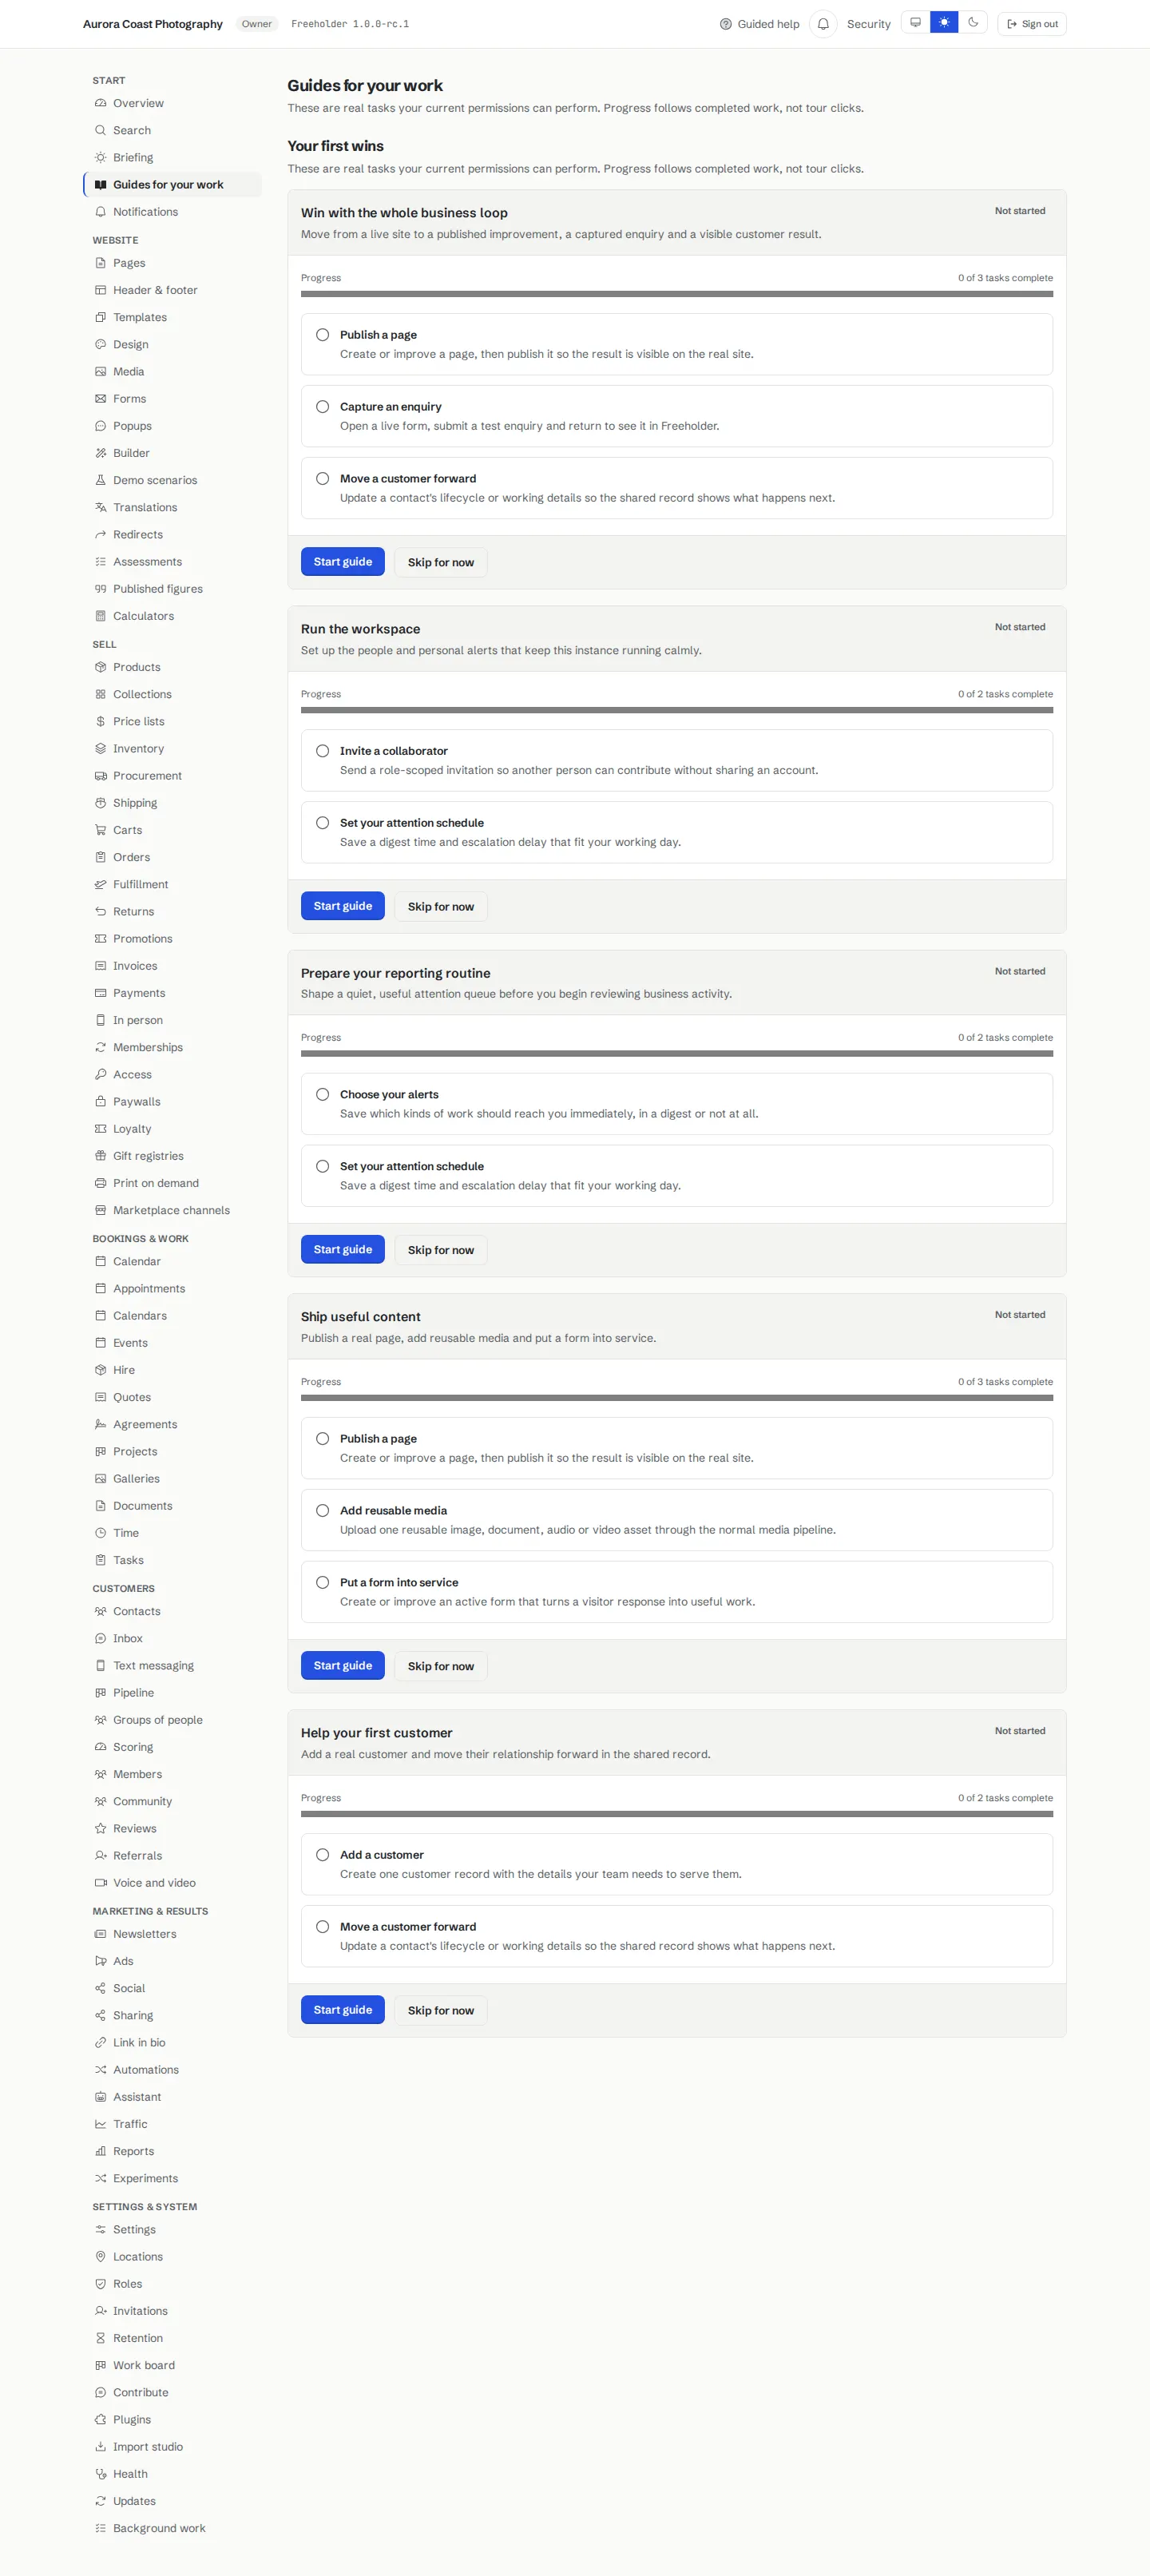 Aurora Coast Photography Owner Freeholder 1.0.0-rc.1 Guided help Security Sign out
START
Overview
Search
Briefing
Guides for your work
Notifications
WEBSITE
Pages
Header & footer
Templates
Design
Media
Forms
Popups
Builder
Demo scenarios
Translations
Redirects
Assessments
Published figures
Calculators
SELL
Products
Collections
Price lists
Inventory
Procurement
Shipping
Carts
Orders
Fulfillment
Returns
Promotions
Invoices
Payments
In person
Memberships
Access
Paywalls
Loyalty
Gift registries
Print on demand
Marketplace channels
BOOKINGS & WORK
Calendar
Appointments
Calendars
Events
Hire
Quotes
Agreements
Projects
Galleries
Documents
Time
Tasks
CUSTOMERS
Contacts
Inbox
Text messaging
Pipeline
Groups of people
Scoring
Members
Community
Reviews
Referrals
Voice and video
MARKETING & RESULTS
Newsletters
Ads
Social
Sharing
Link in bio
Automations
Assistant
Traffic
Reports
Experiments
SETTINGS & SYSTEM
Settings
Locations
Roles
Invitations
Retention
Work board
Contribute
Plugins
Import studio
Health
Updates
Background work
Guides for your work
These are real tasks your current permissions can perform. Progress follows completed work, not tour clicks.
Your first wins
These are real tasks your current permissions can perform. Progress follows completed work, not tour clicks.
Win with the whole business loop Not started
Move from a live site to a published improvement, a captured enquiry and a visible customer result.
Progress 0 of 3 tasks complete
Publish a page
Create or improve a page, then publish it so the result is visible on the real site.
Capture an enquiry
Open a live form, submit a test enquiry and return to see it in Freeholder.
Move a customer forward
Update a contact's lifecycle or working details so the shared record shows what happens next.
Start guide Skip for now
Run the workspace Not started
Set up the people and personal alerts that keep this instance running calmly.
Progress 0 of 2 tasks complete
Invite a collaborator
Send a role-scoped invitation so another person can contribute without sharing an account.
Set your attention schedule
Save a digest time and escalation delay that fit your working day.
Start guide Skip for now
Prepare your reporting routine Not started
Shape a quiet, useful attention queue before you begin reviewing business activity.
Progress 0 of 2 tasks complete
Choose your alerts
Save which kinds of work should reach you immediately, in a digest or not at all.
Set your attention schedule
Save a digest time and escalation delay that fit your working day.
Start guide Skip for now
Ship useful content Not started
Publish a real page, add reusable media and put a form into service.
Progress 0 of 3 tasks complete
Publish a page
Create or improve a page, then publish it so the result is visible on the real site.
Add reusable media
Upload one reusable image, document, audio or video asset through the normal media pipeline.
Put a form into service
Create or improve an active form that turns a visitor response into useful work.
Start guide Skip for now
Help your first customer Not started
Add a real customer and move their relationship forward in the shared record.
Progress 0 of 2 tasks complete
Add a customer
Create one customer record with the details your team needs to serve them.
Move a customer forward
Update a contact's lifecycle or working details so the shared record shows what happens next.
Start guide Skip for now